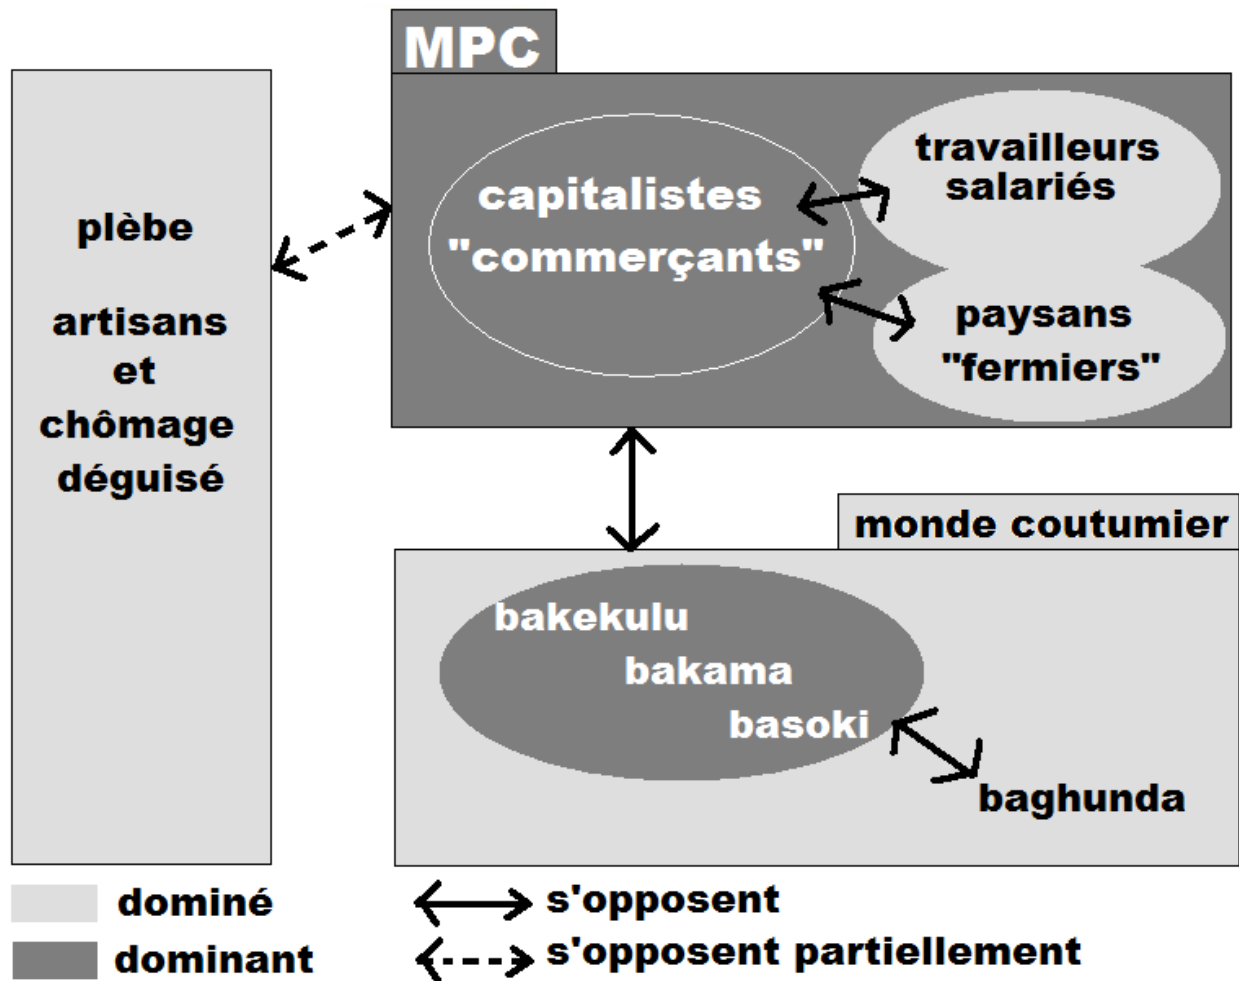 MPC
capitalistes
"commerçants"
travailleurs
salariés
paysans
"fermiers"
plèbe
artisans
et
chômage
déguisé
monde coutumier
bakekulu
bakama
basoki
baghunda
dominé
dominant
s'opposent
s'opposent partiellement